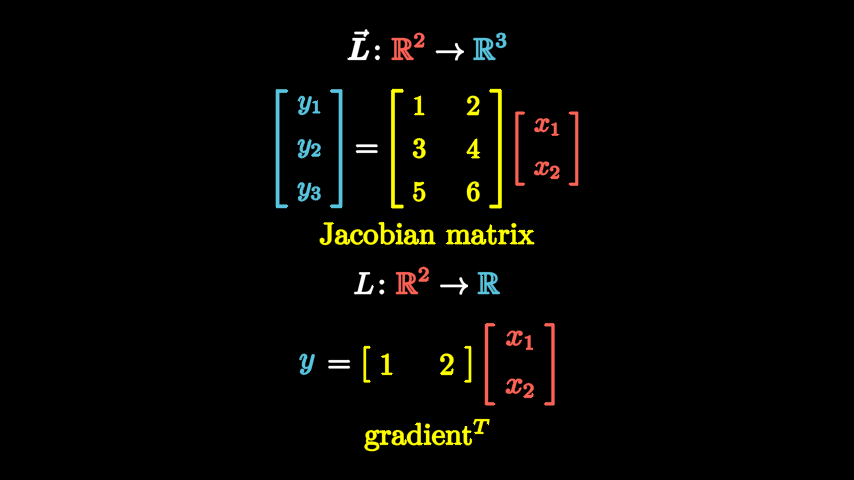 $\vec{L} \colon \mathbb{R}^2 \to \mathbb{R}^3$
$\begin{bmatrix} y_1 \\ y_2 \\ y_3 \end{bmatrix} = \begin{bmatrix} 1 & 2 \\ 3 & 4 \\ 5 & 6 \end{bmatrix} \begin{bmatrix} x_1 \\ x_2 \end{bmatrix}$
Jacobian matrix
$L \colon \mathbb{R}^2 \to \mathbb{R}$
$y = \begin{bmatrix} 1 & 2 \end{bmatrix} \begin{bmatrix} x_1 \\ x_2 \end{bmatrix}$
gradient$^T$